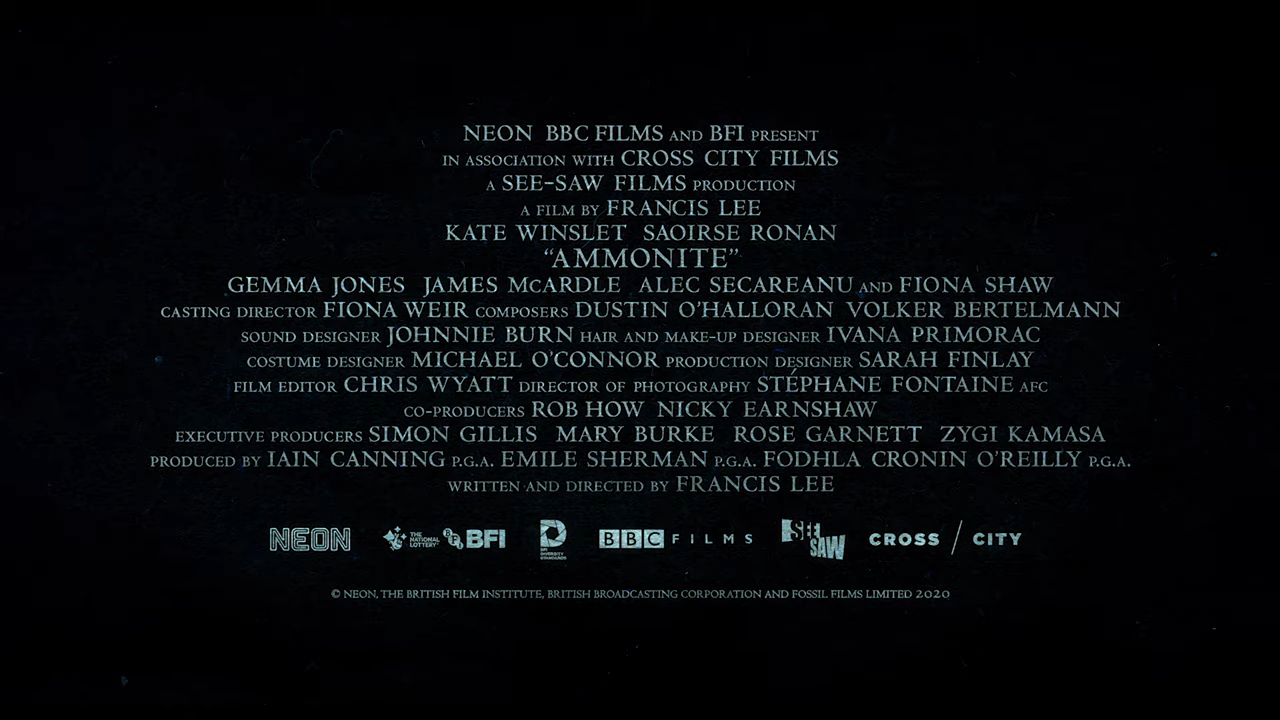 NEON BBC FILMS AND BFI PRESENT
IN ASSOCIATION WITH CROSS CITY FILMS
A SEE-SAW FILMS PRODUCTION
A FILM BY FRANCIS LEE
KATE WINSLET SAOIRSE RONAN
“AMMONITE”
GEMMA JONES JAMES McARDLE ALEC SECAREANU AND FIONA SHAW
CASTING DIRECTOR FIONA WEIR COMPOSERS DUSTIN O'HALLORAN VOLKER BERTELMANN
SOUND DESIGNER JOHNNIE BURN HAIR AND MAKE-UP DESIGNER IVANA PRIMORAC
COSTUME DESIGNER MICHAEL O'CONNOR PRODUCTION DESIGNER SARAH FINLAY
FILM EDITOR CHRIS WYATT DIRECTOR OF PHOTOGRAPHY STÉPHANE FONTAINE AFC
CO-PRODUCERS ROB HOW NICKY EARNSHAW
EXECUTIVE PRODUCERS SIMON GILLIS MARY BURKE ROSE GARNETT ZYGI KAMASA
PRODUCED BY IAIN CANNING P.G.A. EMILE SHERMAN P.G.A. FODHLA CRONIN O'REILLY P.G.A.
WRITTEN AND DIRECTED BY FRANCIS LEE
NEON THE NATIONAL LOTTERY BFI BFI BFI DIVERSITY STANDARDS BBC FILMS SEE SAW CROSS / CITY
© NEON, THE BRITISH FILM INSTITUTE, BRITISH BROADCASTING CORPORATION AND FOSSIL FILMS LIMITED 2020